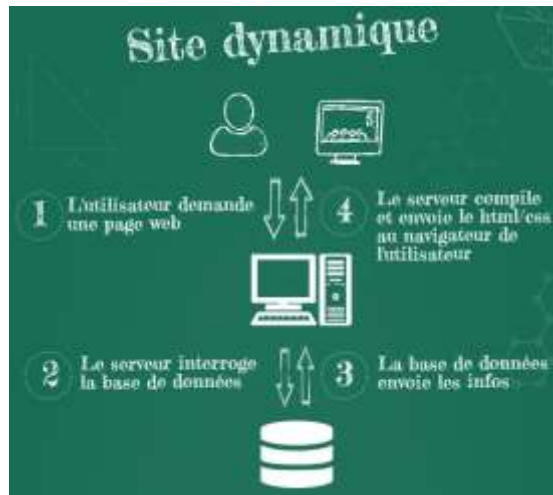 Site dynamique
1
L'utilisateur demande
une page web
4
Le serveur compile
et envoie le html/css
au navigateur de
l'utilisateur
2
Le serveur interroge
la base de données
3
La base de données
envoie les infos